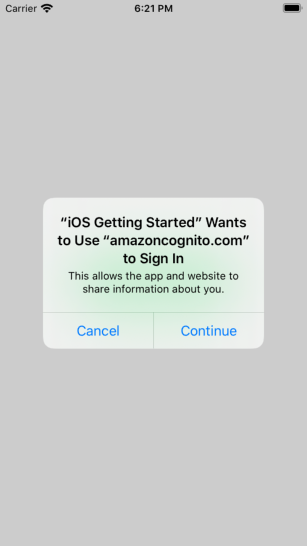 Carrier 6:21 PM
“iOS Getting Started” Wants
to Use “amazoncognito.com”
to Sign In
This allows the app and website to
share information about you.
Cancel Continue